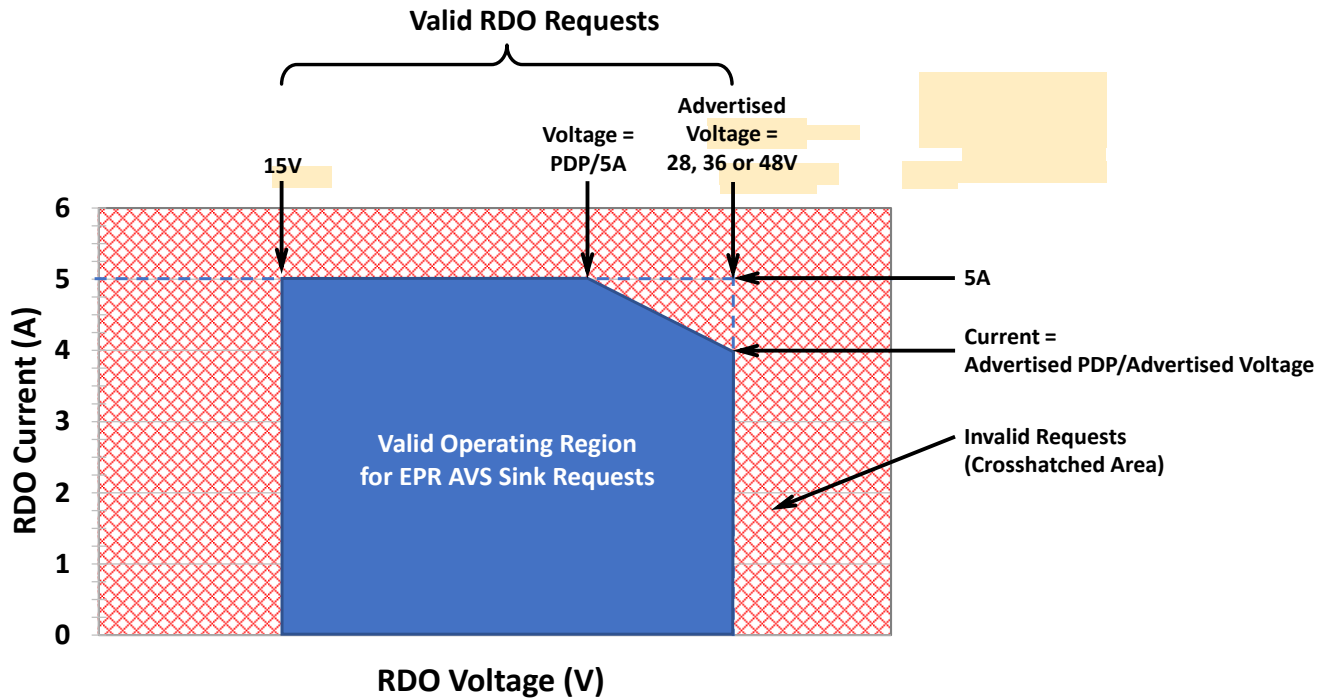 Valid RDO Requests
Advertised
Voltage =
28, 36 or 48V
Voltage =
PDP/5A
15V
6
5
4
3
2
1
0
RDO Current (A)
5A
Current =
Advertised PDP/Advertised Voltage
Invalid Requests
(Crosshatched Area)
Valid Operating Region
for EPR AVS Sink Requests
RDO Voltage (V)